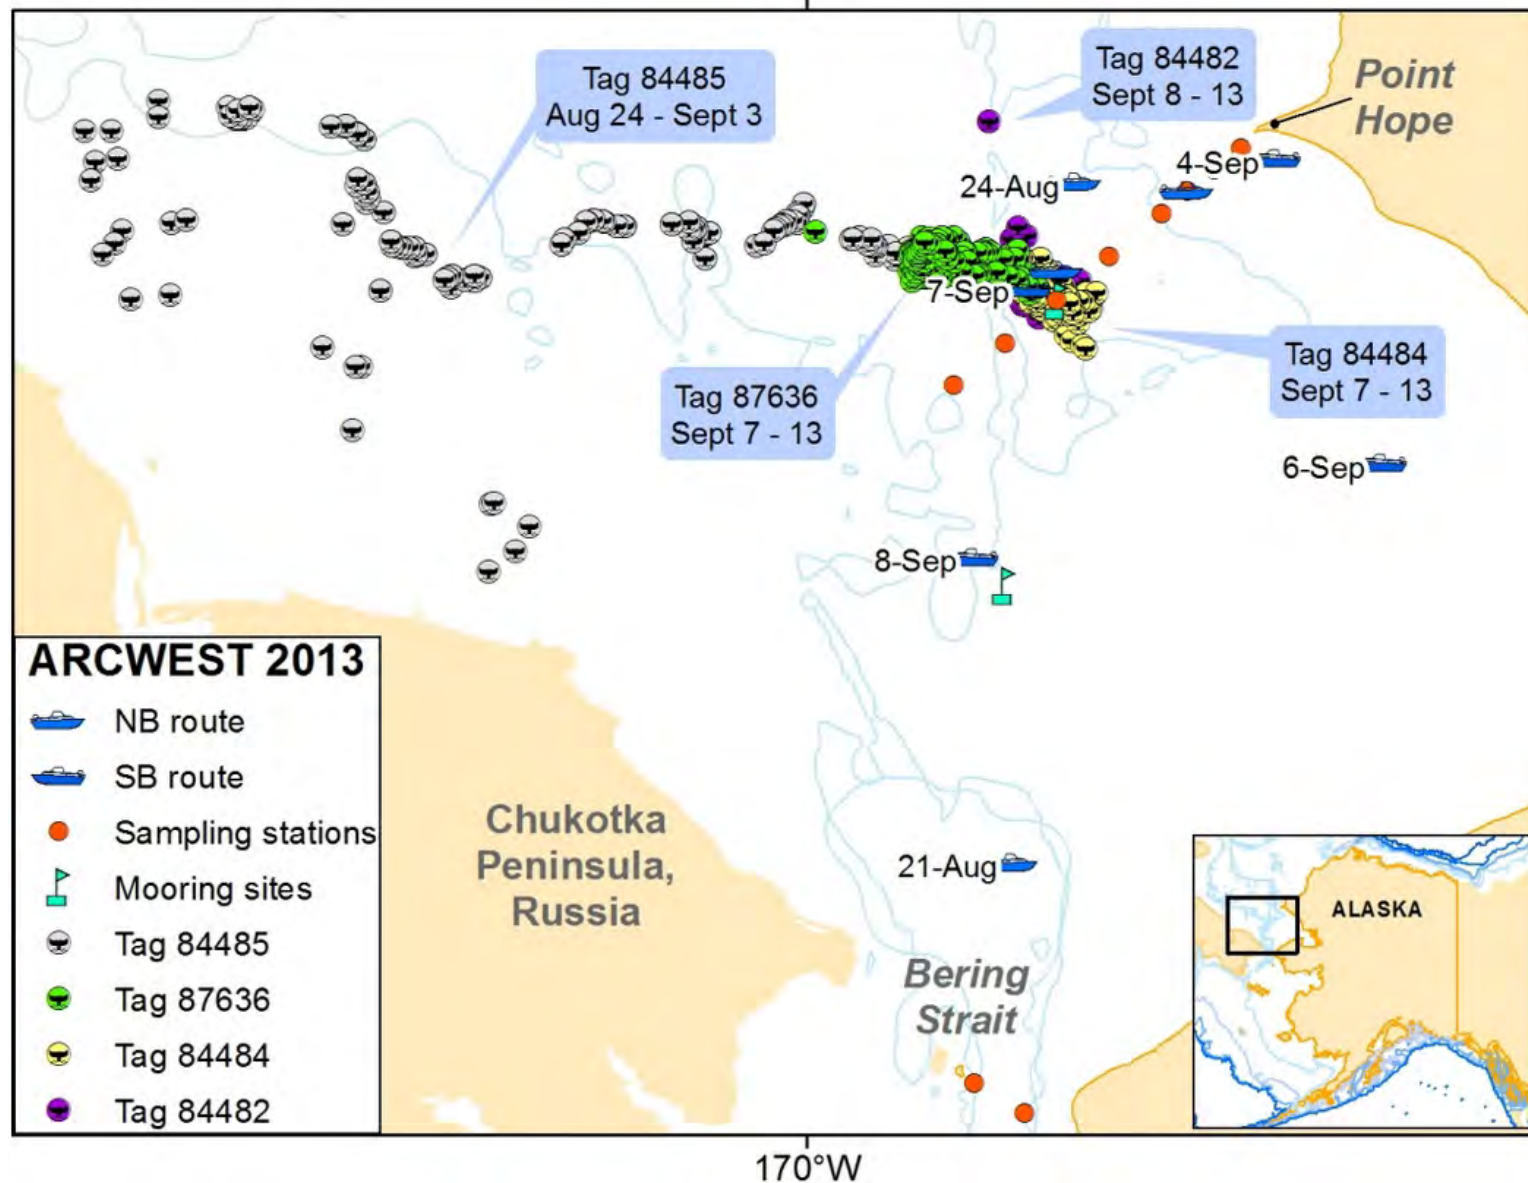 Tag 84485
Aug 24 - Sept 3
Tag 84482
Sept 8 - 13
Point
Hope
4-Sep
24-Aug
7-Sep
Tag 84484
Sept 7 - 13
Tag 87636
Sept 7 - 13
6-Sep
8-Sep
ARCWEST 2013
NB route
SB route
Sampling stations
Mooring sites
Tag 84485
Tag 87636
Tag 84484
Tag 84482
Chukotka
Peninsula,
Russia
21-Aug
Bering
Strait
ALASKA
170°W